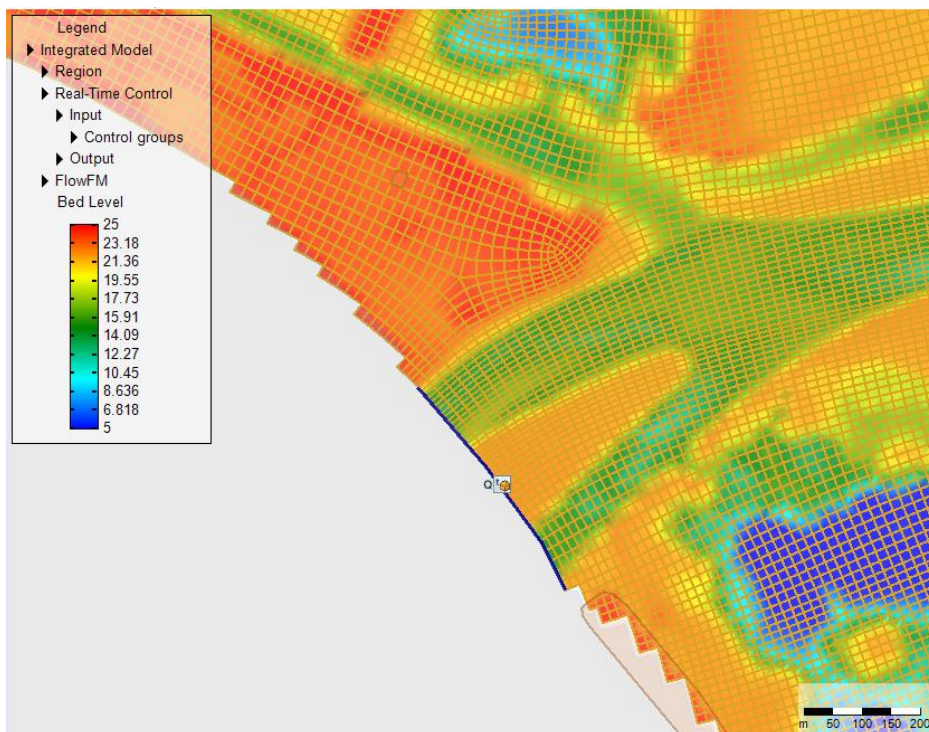 Legend
Integrated Model
Region
Real-Time Control
Input
Control groups
Output
FlowFM
Bed Level
25
23.18
21.36
19.55
17.73
15.91
14.09
12.27
10.45
8.636
6.818
5
Q t
m 50 100 150 200